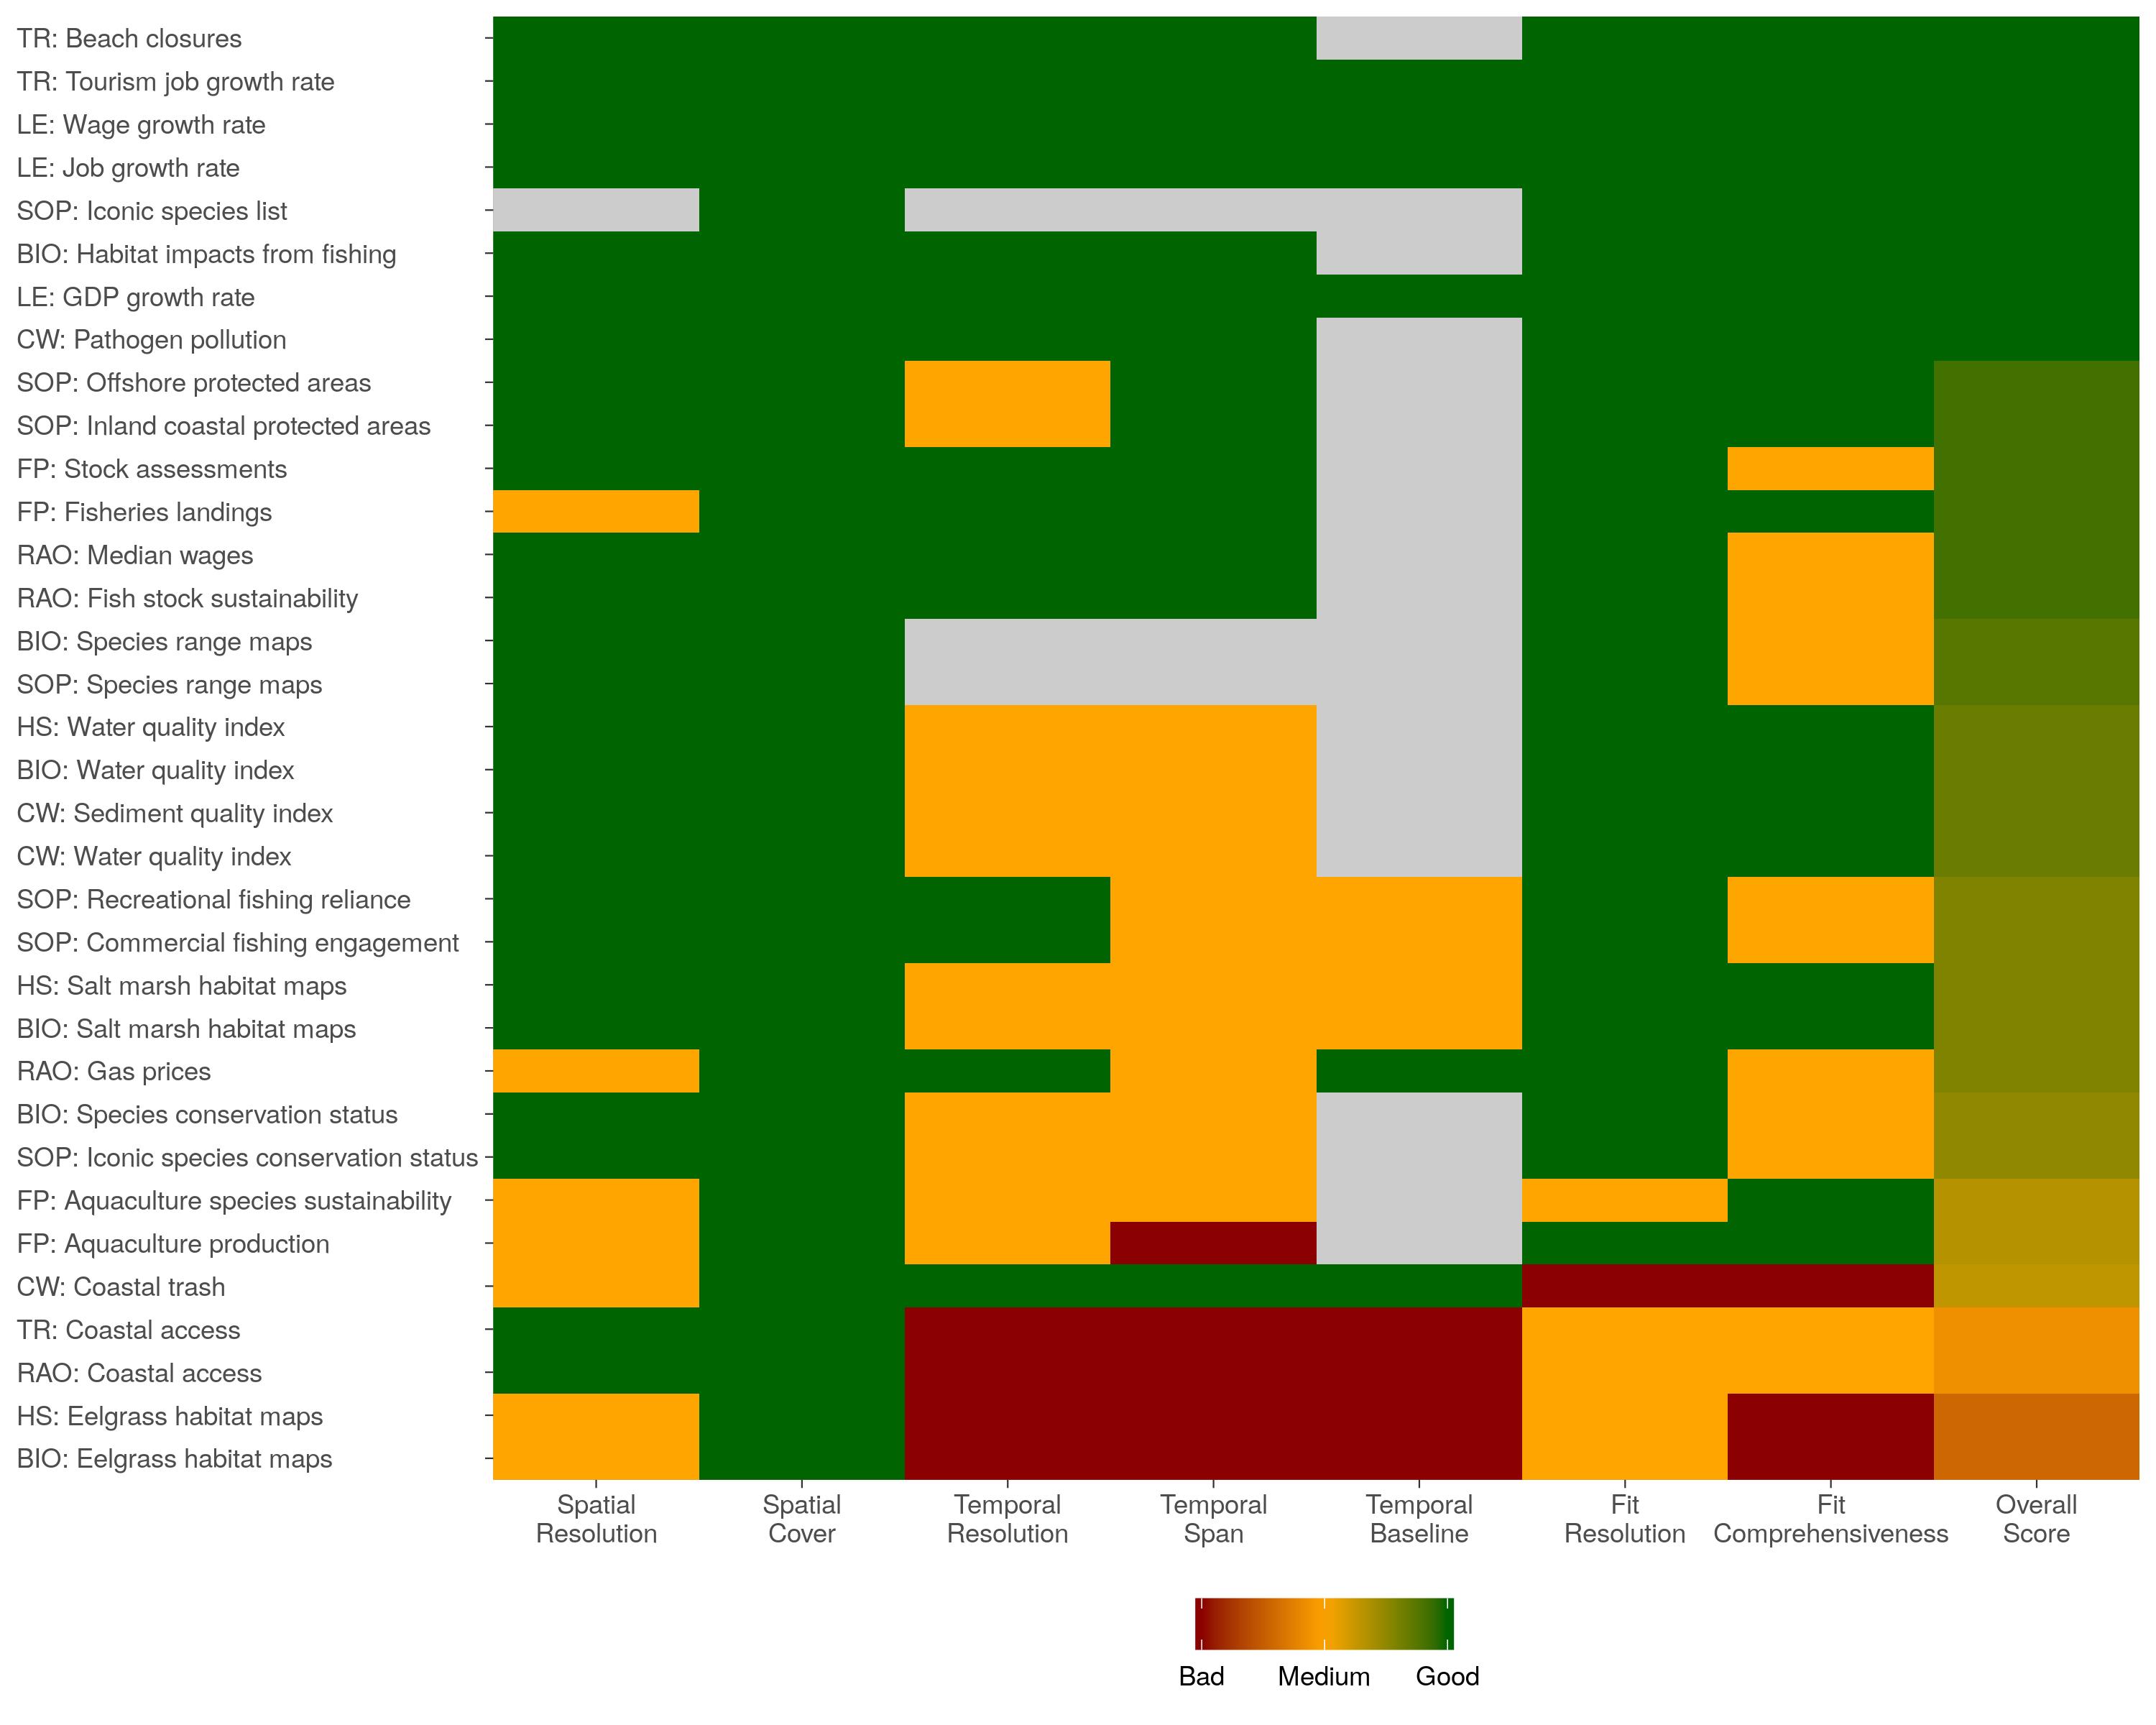 TR: Beach closures
TR: Tourism job growth rate
LE: Wage growth rate
LE: Job growth rate
SOP: Iconic species list
BIO: Habitat impacts from fishing
LE: GDP growth rate
CW: Pathogen pollution
SOP: Offshore protected areas
SOP: Inland coastal protected areas
FP: Stock assessments
FP: Fisheries landings
RAO: Median wages
RAO: Fish stock sustainability
BIO: Species range maps
SOP: Species range maps
HS: Water quality index
BIO: Water quality index
CW: Sediment quality index
CW: Water quality index
SOP: Recreational fishing reliance
SOP: Commercial fishing engagement
HS: Salt marsh habitat maps
BIO: Salt marsh habitat maps
RAO: Gas prices
BIO: Species conservation status
SOP: Iconic species conservation status
FP: Aquaculture species sustainability
FP: Aquaculture production
CW: Coastal trash
TR: Coastal access
RAO: Coastal access
HS: Eelgrass habitat maps
BIO: Eelgrass habitat maps
Spatial
Resolution
Spatial
Cover
Temporal
Resolution
Temporal
Span
Temporal
Baseline
Fit
Resolution
Fit
Comprehensiveness
Overall
Score
Bad
Medium
Good